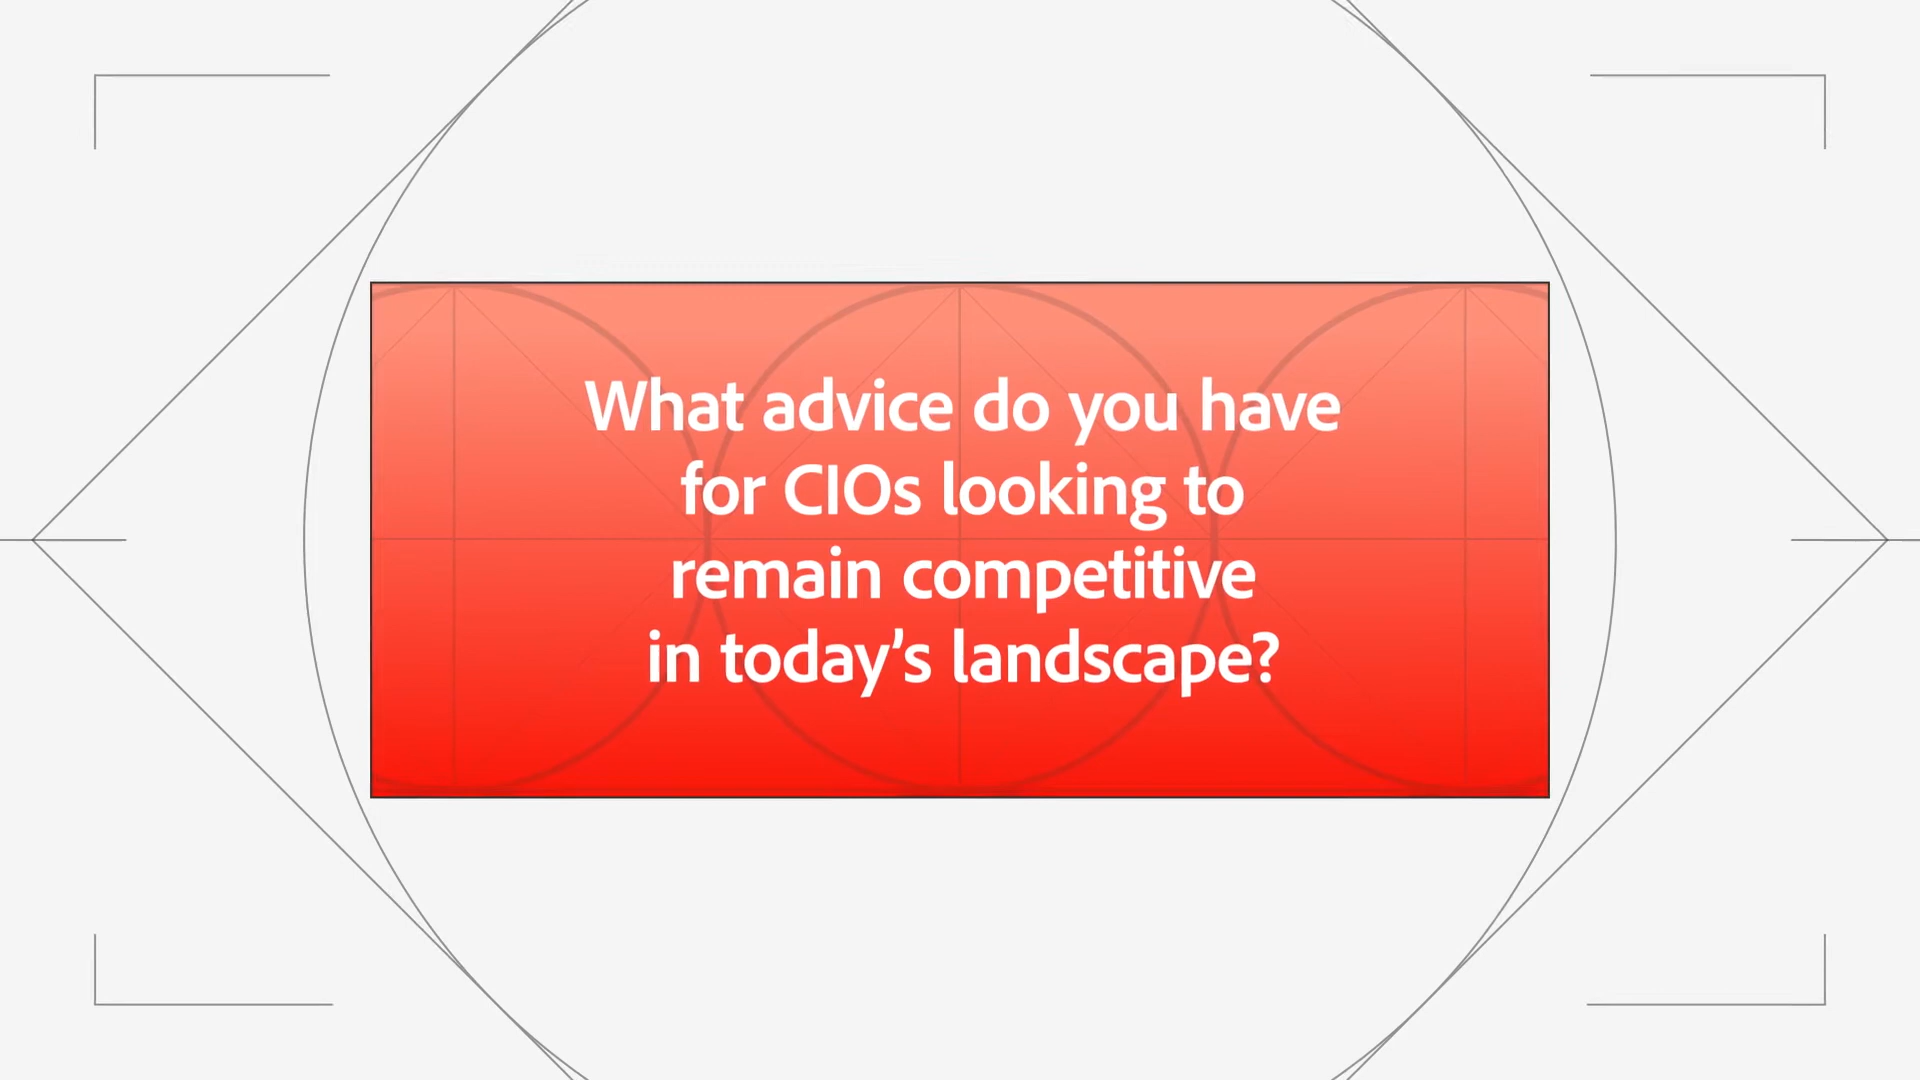 What advice do you have
for CIOs looking to
remain competitive
in today’s landscape?